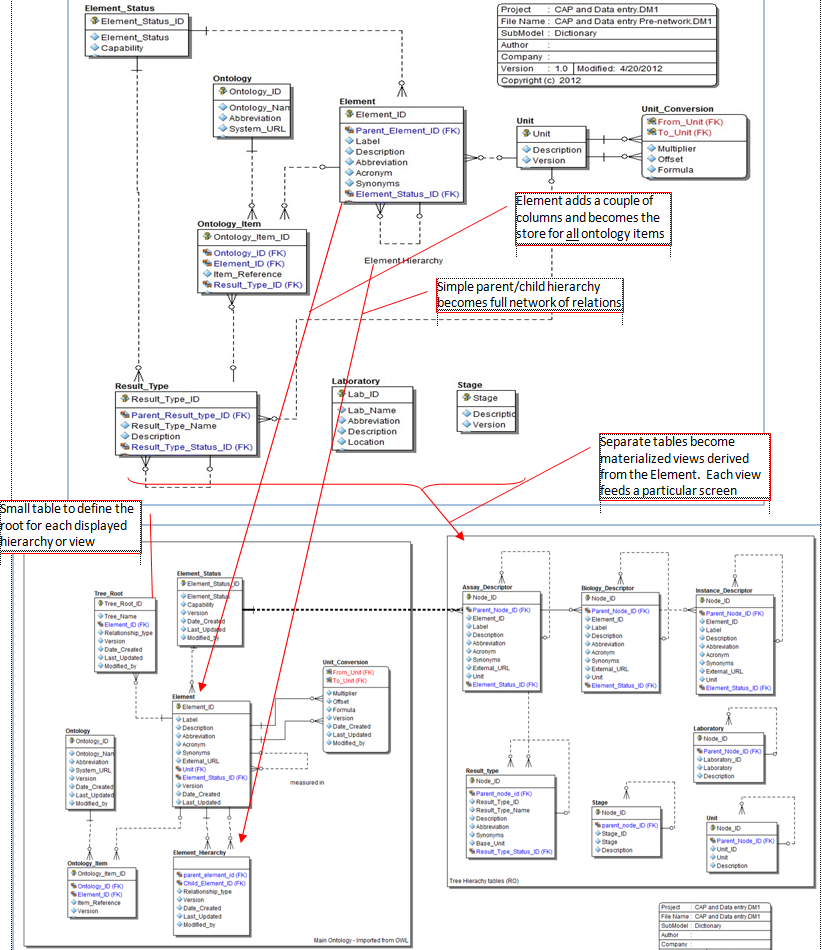 Element_Status
Element_Status_ID
Element_Status
Capability
Project : CAP and Data entry.DM1
File Name : CAP and Data entry Pre-network.DM1
SubModel : Dictionary
Author :
Company :
Version : 1.0 Modified: 4/20/2012
Copyright (c) 2012
Ontology
Ontology_ID
Ontology_Nan
Abbreviation
System_URL
Element
Element_ID
Parent_Element_ID (FK)
Label
Description
Abbreviation
Acronym
Synonyms
Element_Status_ID (FK)
Unit
Unit
Description
Version
Unit_Conversion
From_Unit (FK)
To_Unit (FK)
Multiplier
Offset
Formula
Element adds a couple of
columns and becomes the
store for all ontology items
Ontology_Item
Ontology_Item_ID
Ontology_ID (FK)
Element_ID (FK)
Item_Reference
Result_Type_ID (FK)
Element Hierarchy
Simple parent/child hierarchy
becomes full network of relations
Result_Type
Result_Type_ID
Parent_Result_type_ID (FK)
Result_Type_Name
Description
Result_Type_Status_ID (FK)
Laboratory
Lab_ID
Lab_Name
Abbreviation
Description
Location
Stage
Stage
Descriptic
Version
Separate tables become
materialized views derived
from the Element. Each view
feeds a particular screen
Small table to define the
root for each displayed
hierarchy or view
Tree_Root
Tree_Root_ID
Tree_Name
Element_ID (FK)
Relationship_type
Version
Date_Created
Last_Updated
Modified_by
Element_Status
Element_Status_ID
Element_Status
Capability
Version
Date_Created
Last_Updated
Modified_by
Unit_Conversion
From_Unit (FK)
To_Unit (FK)
Multiplier
Offset
Formula
Version
Date_Created
Last_Updated
Modified_by
Element
Element_ID
Label
Description
Abbreviation
Acronym
Synonyms
External_URL
Unit (FK)
Element_Status_ID (FK)
Version
Date_Created
Last_Updated
measured in
Ontology
Ontology_ID
Ontology_Nan
Abbreviation
System_URL
Version
Date_Created
Last_Updated
Modified_by
Ontology_Item
Ontology_Item_ID
Ontology_ID (FK)
Element_ID (FK)
Item_Reference
Version
Element_Hierarchy
parent_element_id (FK)
Child_Element_ID (FK)
Relationship_type
Version
Date_Created
Last_Updated
Modified_by
Main Ontology - Imported from OWL
Assay_Descriptor
Node_ID
Parent_Node_ID (FK)
Element_ID
Label
Description
Abbreviation
Acronym
Synonyms
External_URL
Unit
Element_Status_ID (FK)
Biology_Descriptor
Node_ID
Parent_Node_ID (FK)
Element_ID
Label
Description
Abbreviation
Acronym
Synonyms
External_URL
Unit
Element_Status_ID (FK)
Instance_Descriptor
Node_ID
Parent_Node_ID (FK)
Element_ID
Label
Description
Abbreviation
Acronym
Synonyms
External_URL
Unit
Element_Status_ID (FK)
Laboratory
Node_ID
Parent_Node_ID (FK)
Laboratory_ID
Laboratory
Description
Result_type
Node_ID
Parent_node_id (FK)
Result_Type_ID
Result_Type_Name
Description
Abbreviation
Synonyms
Base_Unit
Result_Type_Status_ID (FK)
Stage
Node_ID
parent_node_ID (FK)
Stage_ID
Stage
Description
Unit
Node_ID
Parent_Node_ID (FK)
Unit_ID
Unit
Description
Tree Hierachy tables (RO)
Project : CAP and Data entry.DM1
File Name : CAP and Data entry.DM1
SubModel : Dictionary
Author :
Company :